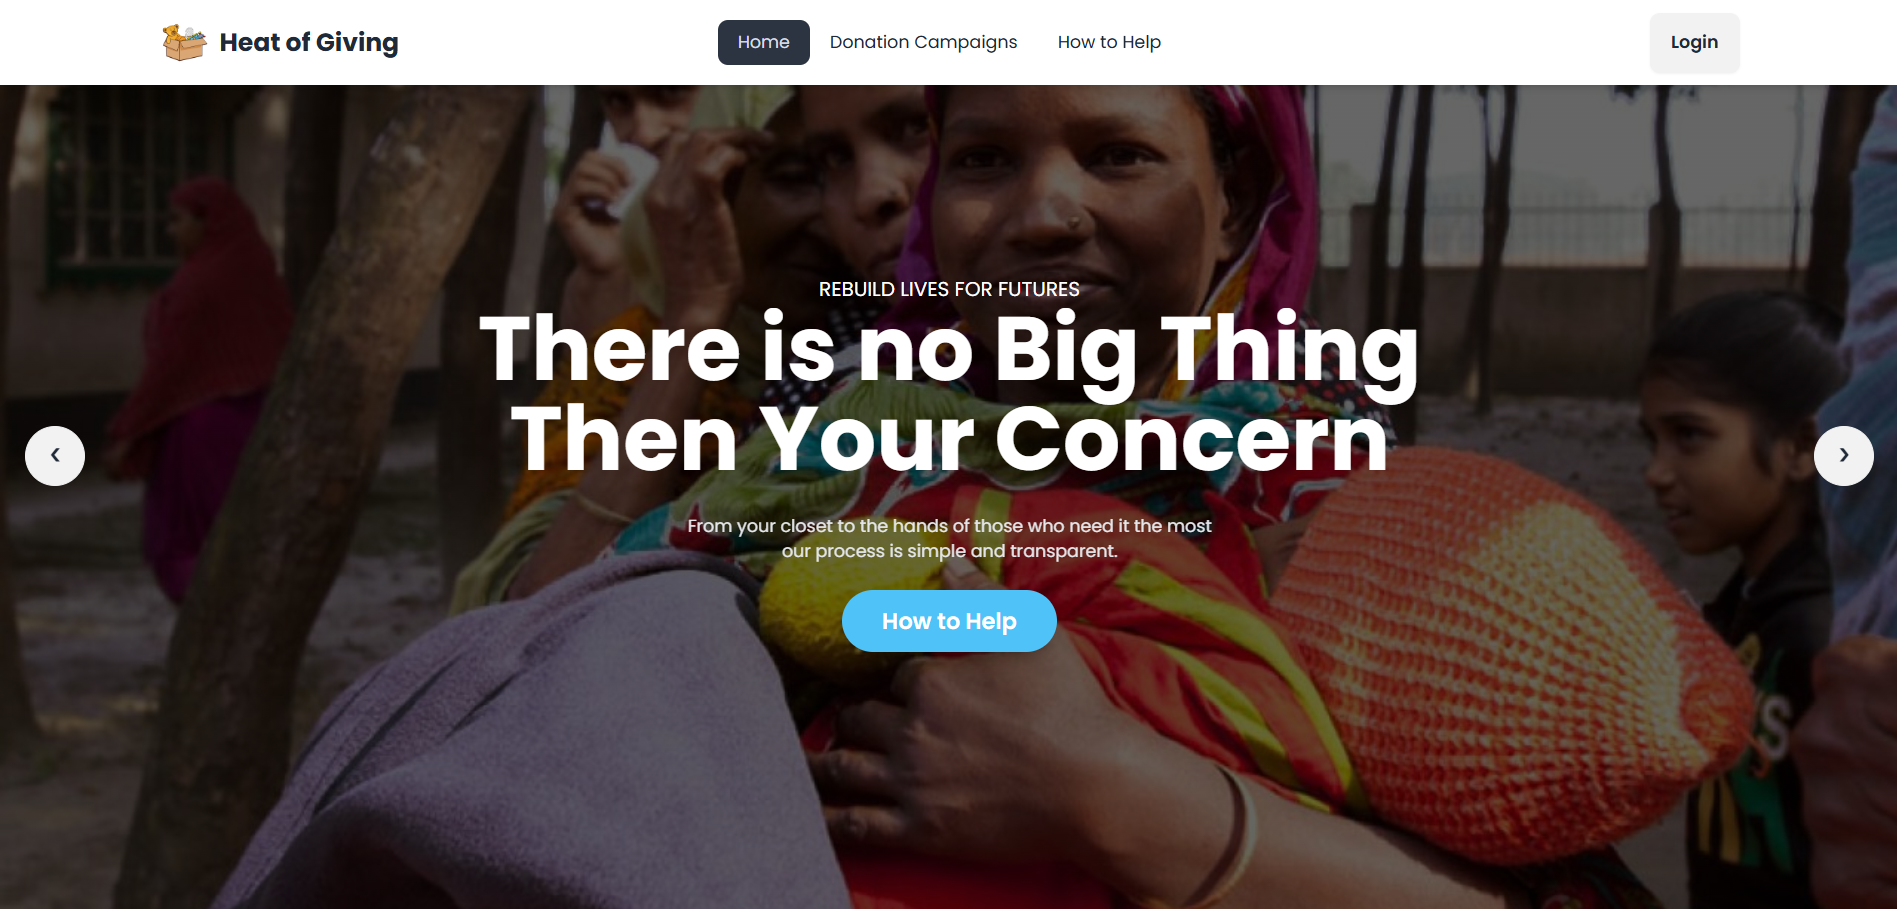 Heat of Giving
Home
Donation Campaigns
How to Help
Login
REBUILD LIVES FOR FUTURES
There is no Big Thing
Then Your Concern
From your closet to the hands of those who need it the most
our process is simple and transparent.
How to Help